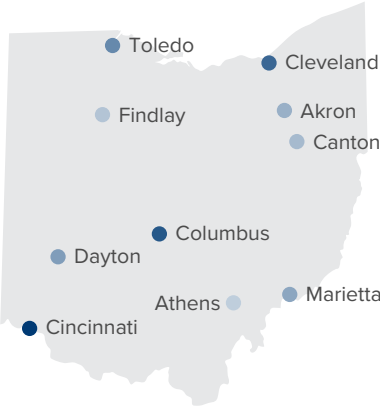 Toledo
Cleveland
Findlay
Akron
Canton
Columbus
Dayton
Athens
Marietta
Cincinnati